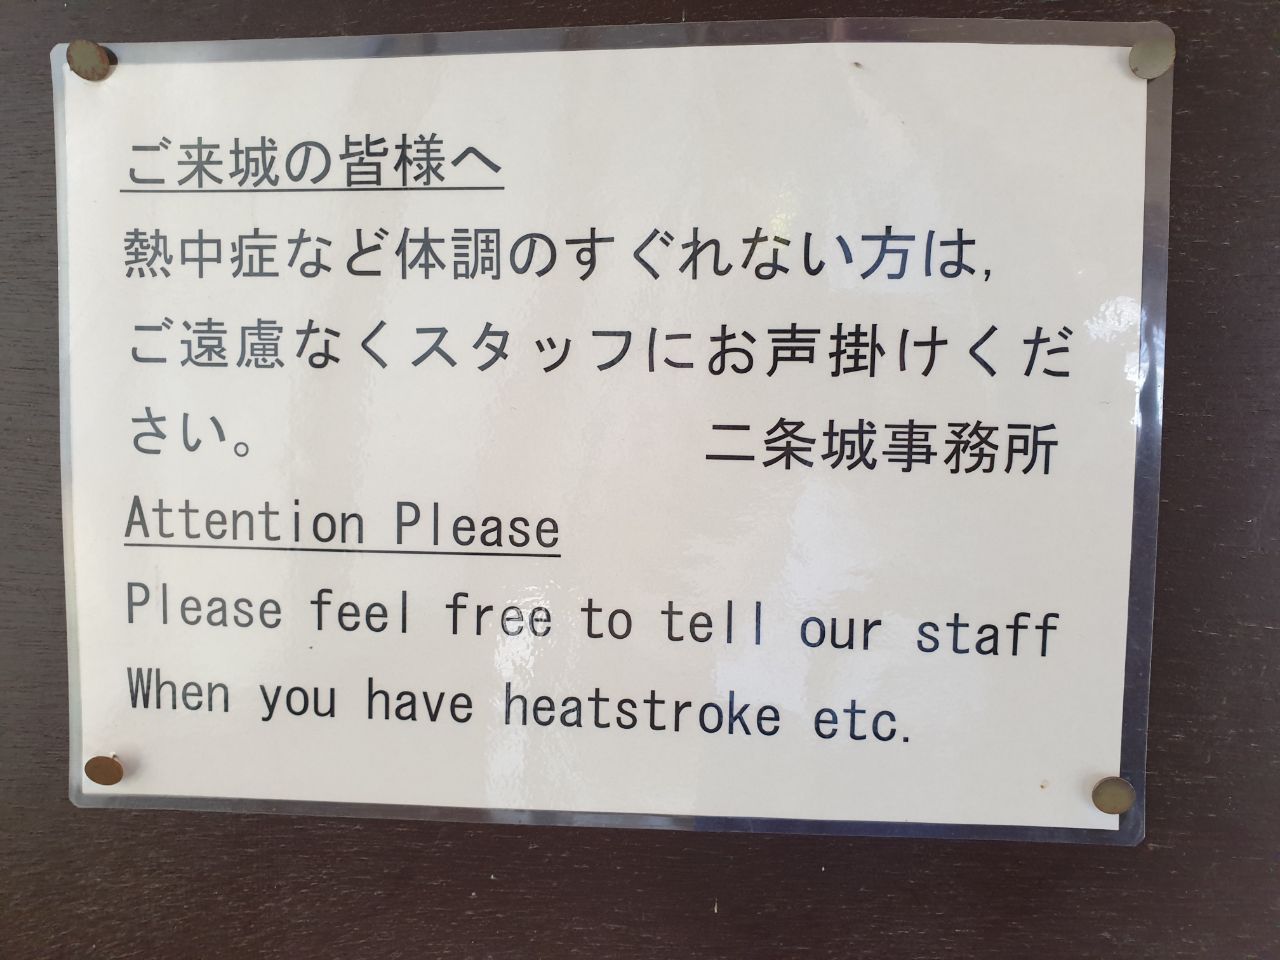 ご来城の皆様へ
熱中症など体調のすぐれない方は,
ご遠慮なくスタッフにお声掛けくだ
さい。 二条城事務所
Attention Please
Please feel free to tell our staff
When you have heatstroke etc.